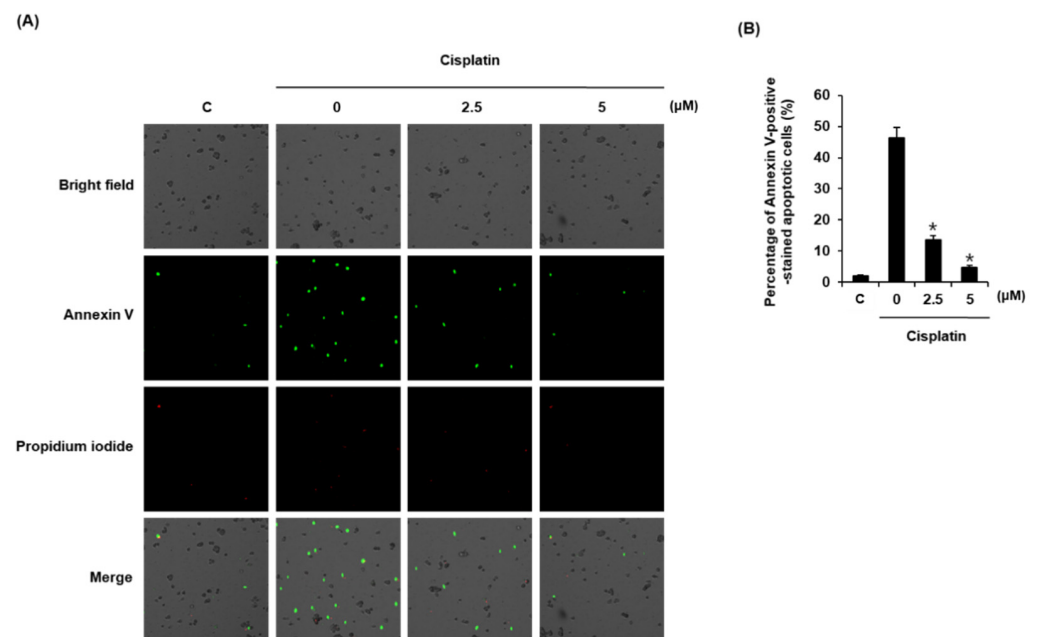 (A)
Cisplatin
C 0 2.5 5 (µM)
Bright field
Annexin V
Propidium iodide
Merge
(B)
Percentage of Annexin V-positive
-stained apoptotic cells (%)
60
50
40
30
20
10
0
* *
C 0 2.5 5 (µM)
Cisplatin